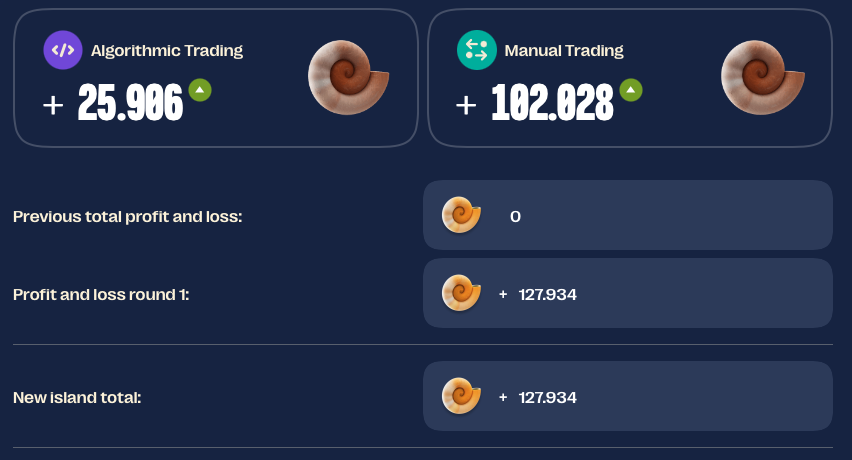 Algorithmic Trading
+ 25.906
Manual Trading
+ 102.028
Previous total profit and loss:
0
Profit and loss round 1:
+ 127.934
New island total:
+ 127.934